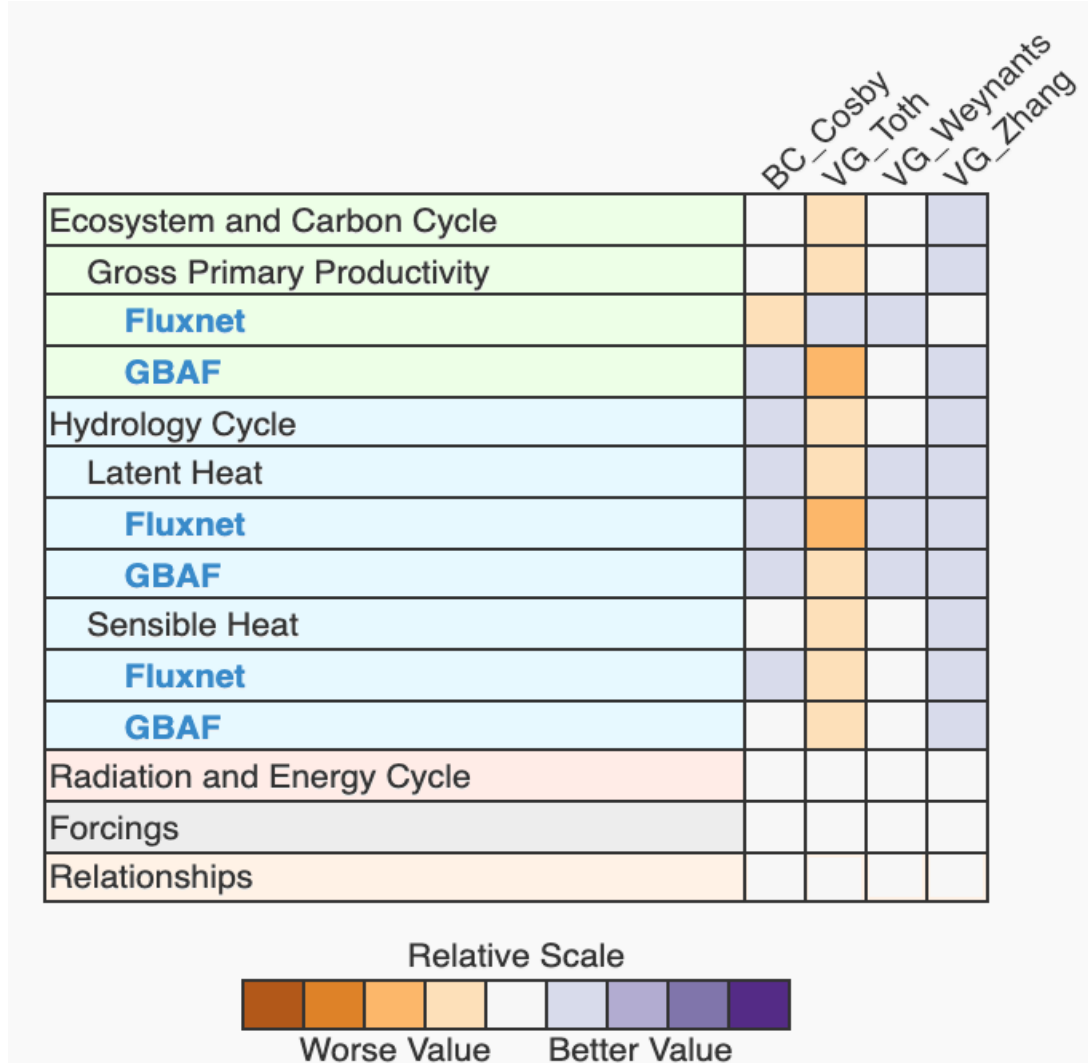 BC_Cosby
VG_Toth
VG_Weynants
VG_Zhang
Ecosystem and Carbon Cycle
Gross Primary Productivity
Fluxnet
GBAF
Hydrology Cycle
Latent Heat
Fluxnet
GBAF
Sensible Heat
Fluxnet
GBAF
Radiation and Energy Cycle
Forcings
Relationships
Relative Scale
Worse Value
Better Value